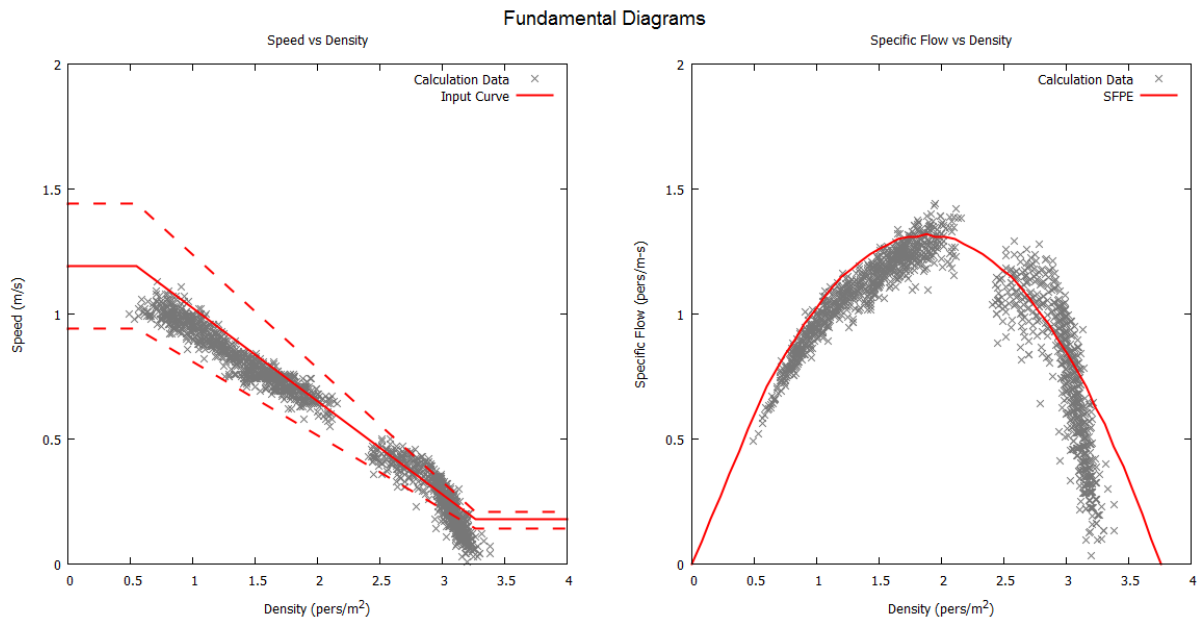 Fundamental Diagrams
Speed vs Density
2
1.5
1
0.5
0
Speed (m/s)
Calculation Data
Input Curve
0 0.5 1 1.5 2 2.5 3 3.5 4
Density (pers/m²)
Specific Flow vs Density
2
1.5
1
0.5
0
Specific Flow (pers/m-s)
Calculation Data
SFPE
0 0.5 1 1.5 2 2.5 3 3.5 4
Density (pers/m²)